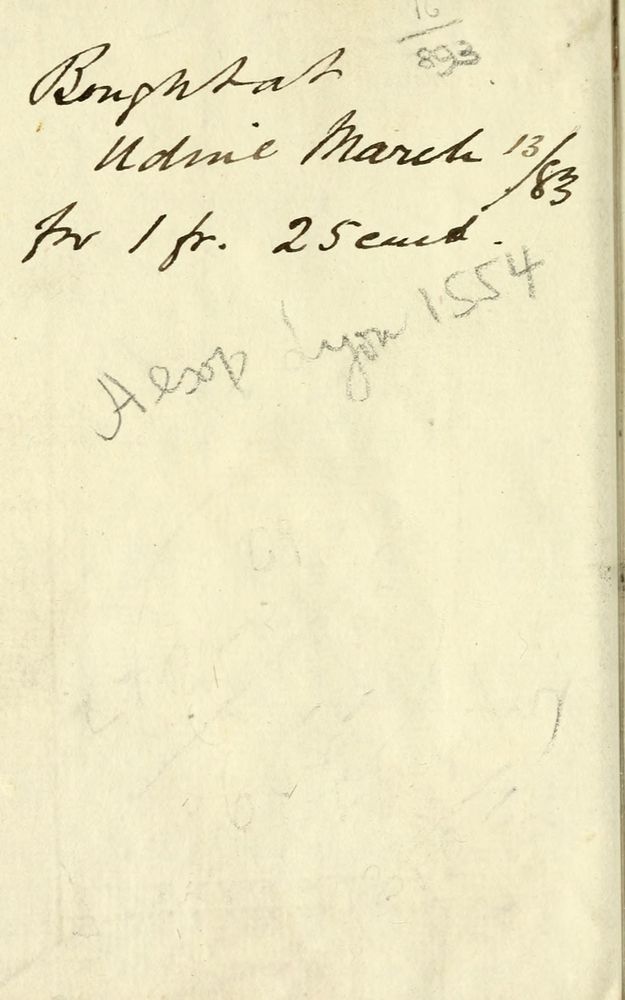 16
893
Bought at
Udine March 13/83
for 1 fr. 25 cent.
Aesop Lyon 1554